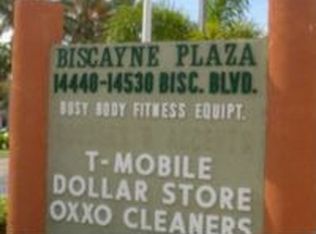 BISCAYNE PLAZA
14440-14530 BISC. BLVD.
BUSY BODY FITNESS EQUIPT.
T-MOBILE
DOLLAR STORE
OXXO CLEANERS